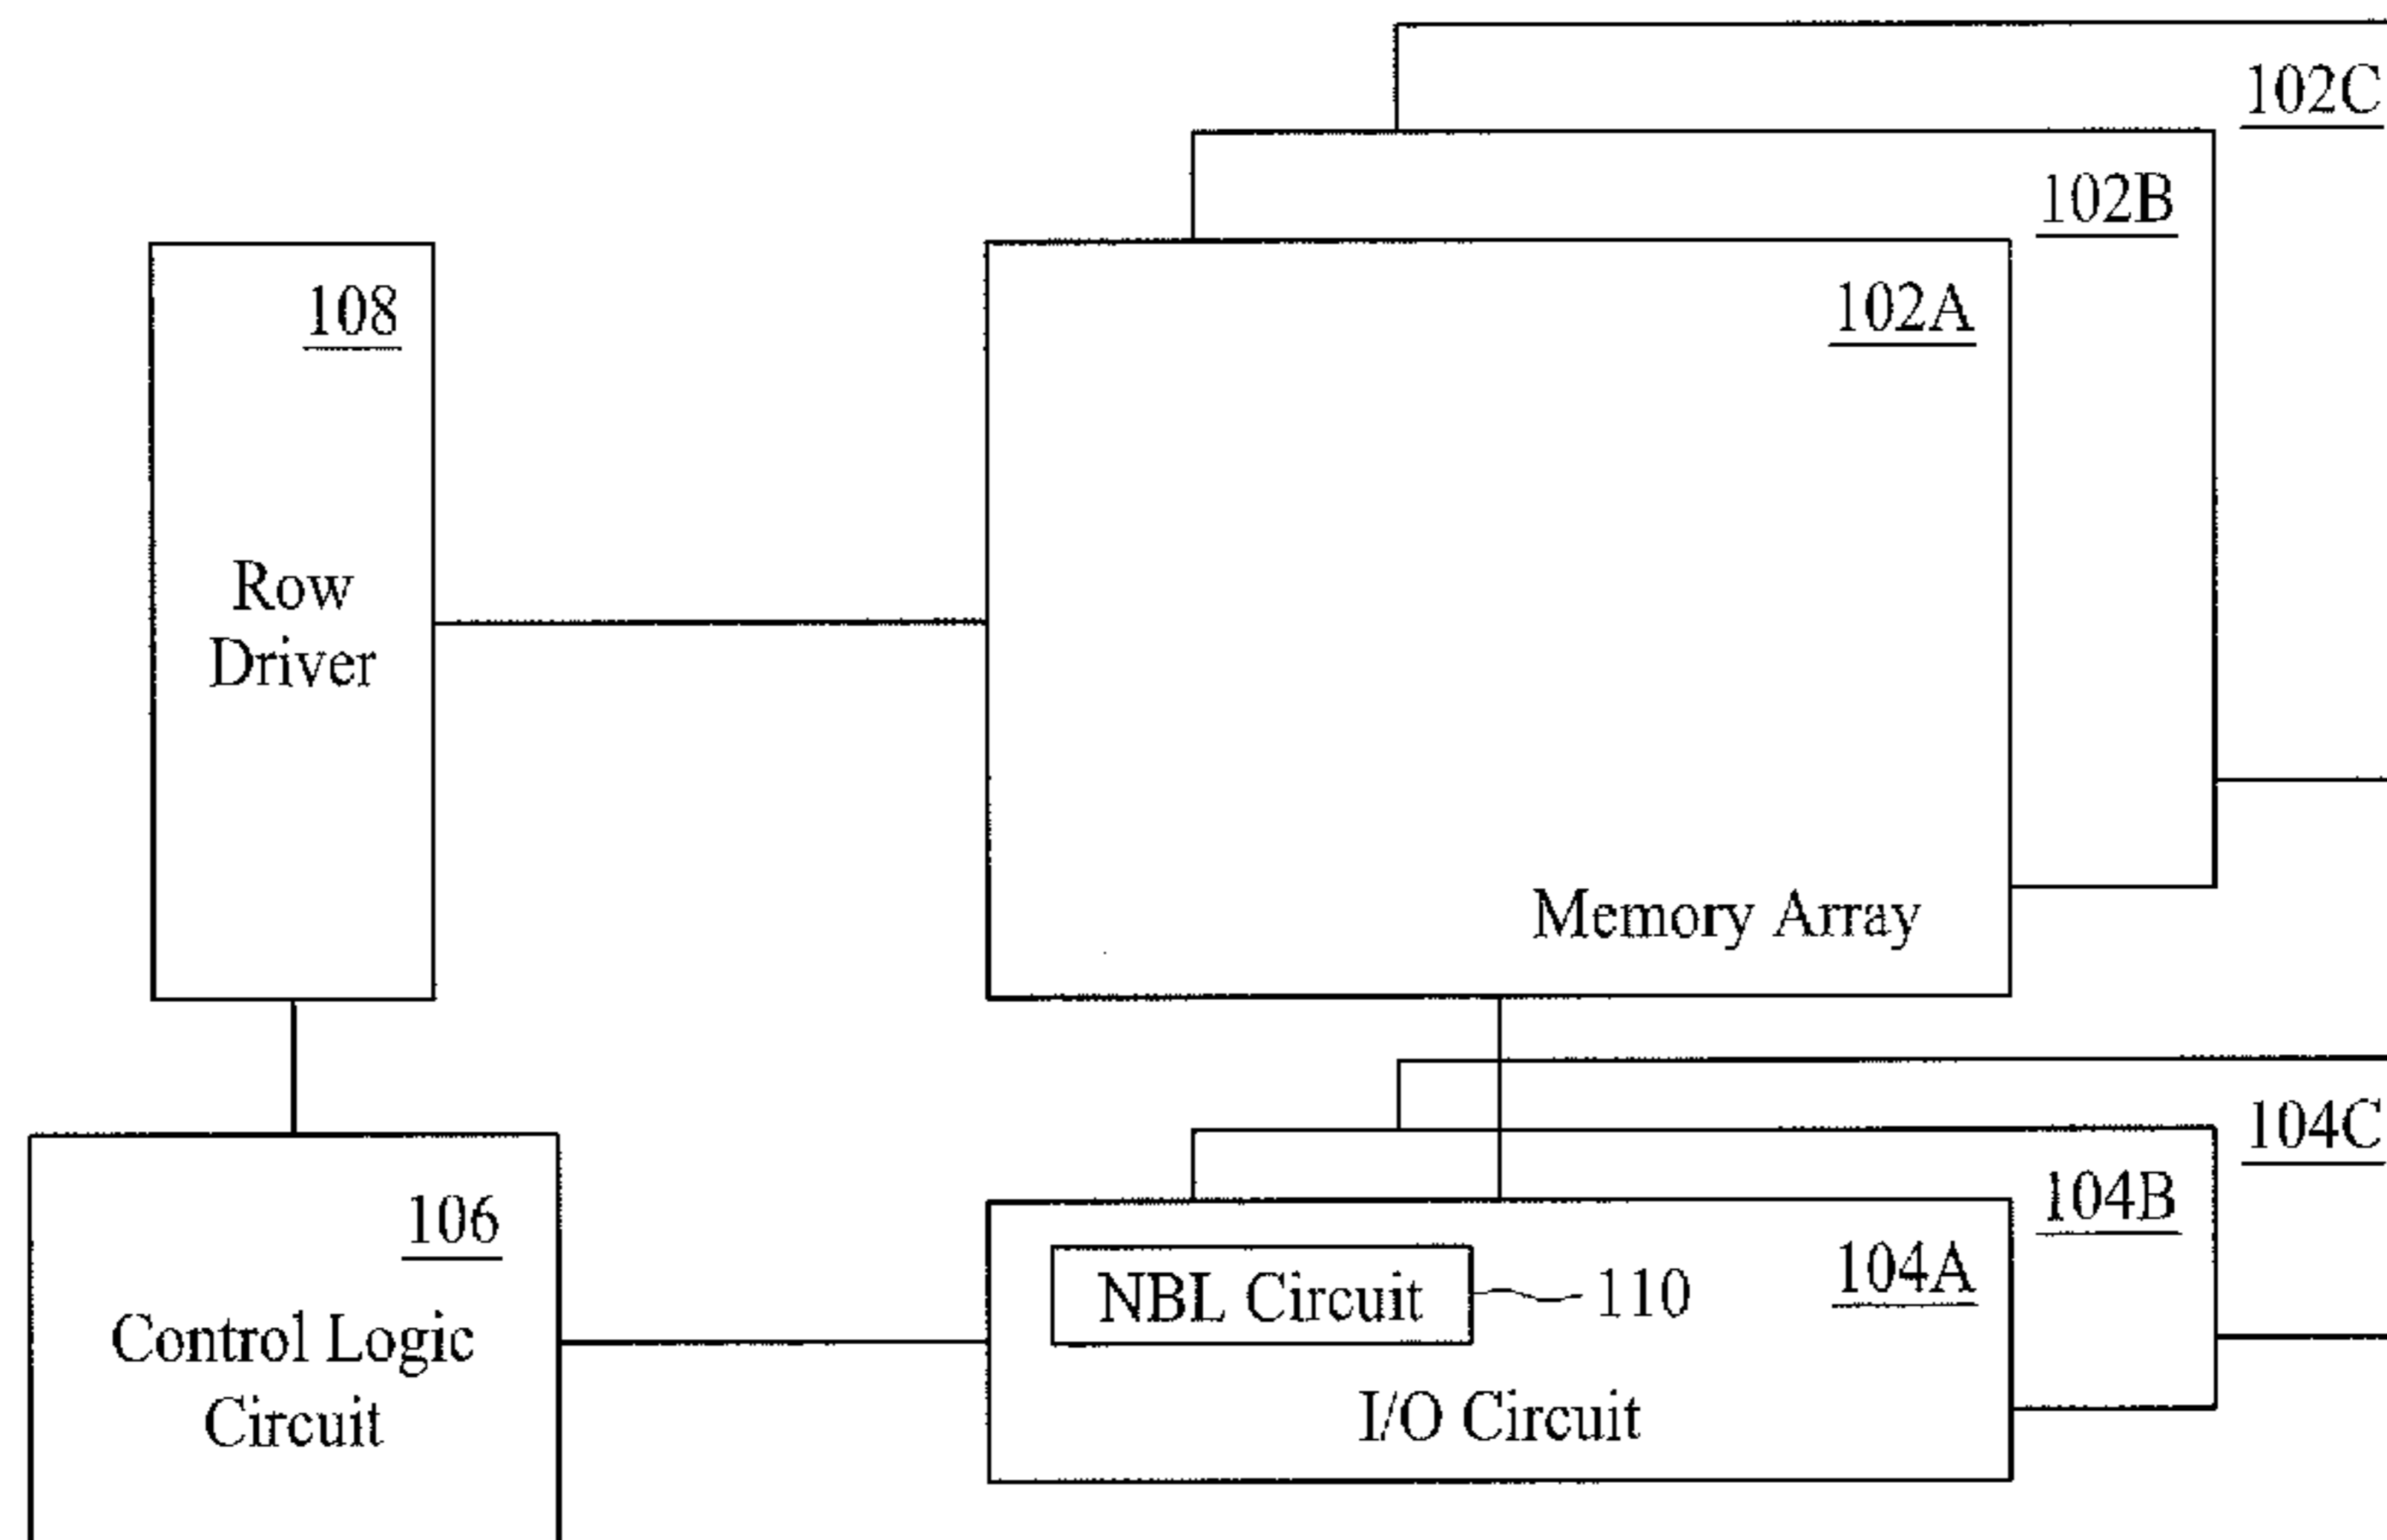 102C
102B
102A
108
Row
Driver
Memory Array
104C
104B
104A
106
NBL Circuit
110
Control Logic
Circuit
I/O Circuit